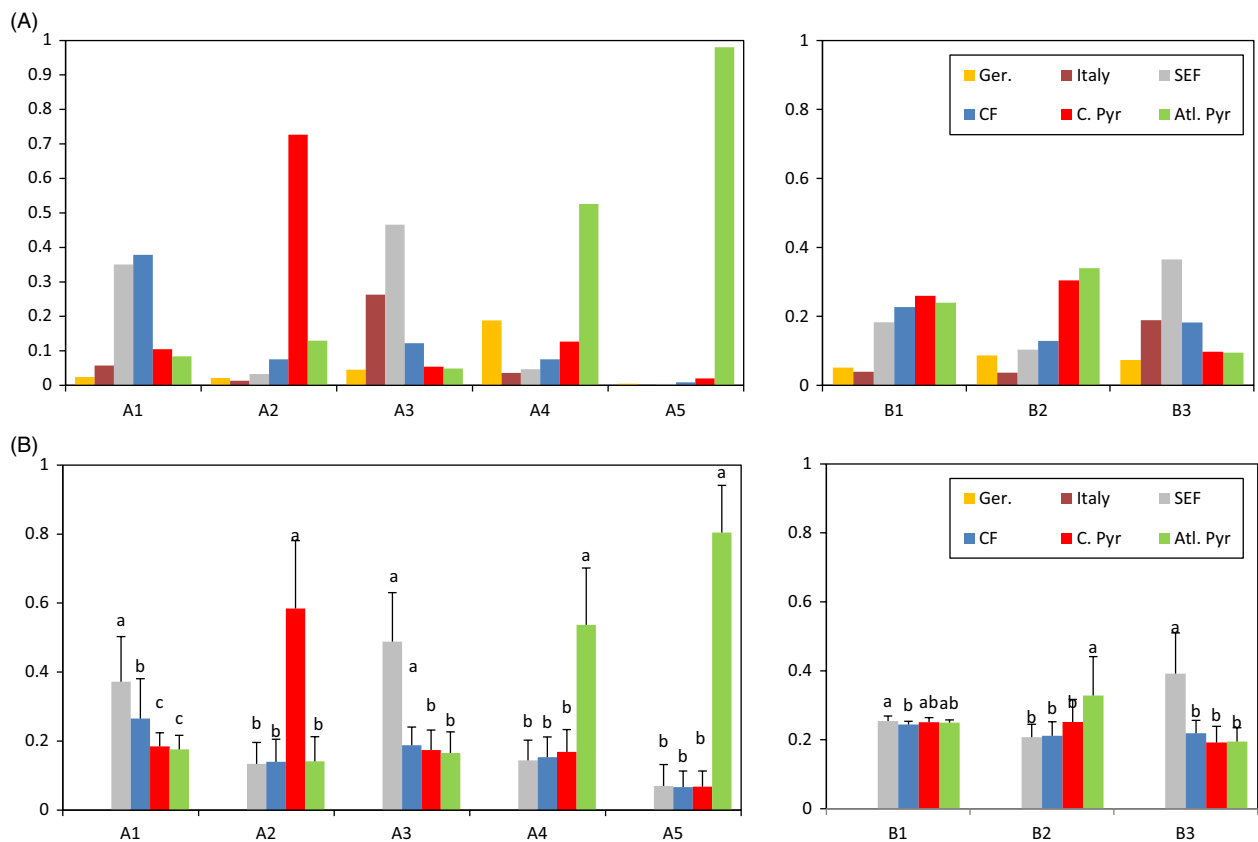 (A)
1
0.9
0.8
0.7
0.6
0.5
0.4
0.3
0.2
0.1
0
A1 A2 A3 A4 A5
1
0.8
0.6
0.4
0.2
0
Ger. Italy SEF
CF C. Pyr Atl. Pyr
B1 B2 B3
(B)
1
0.8
0.6
0.4
0.2
0
a b c c
b b a b
a a b b
b b b a
b b b a
A1 A2 A3 A4 A5
1
0.8
0.6
0.4
0.2
0
Ger. Italy SEF
CF C. Pyr Atl. Pyr
a b ab ab
b b b a
a b b b
B1 B2 B3